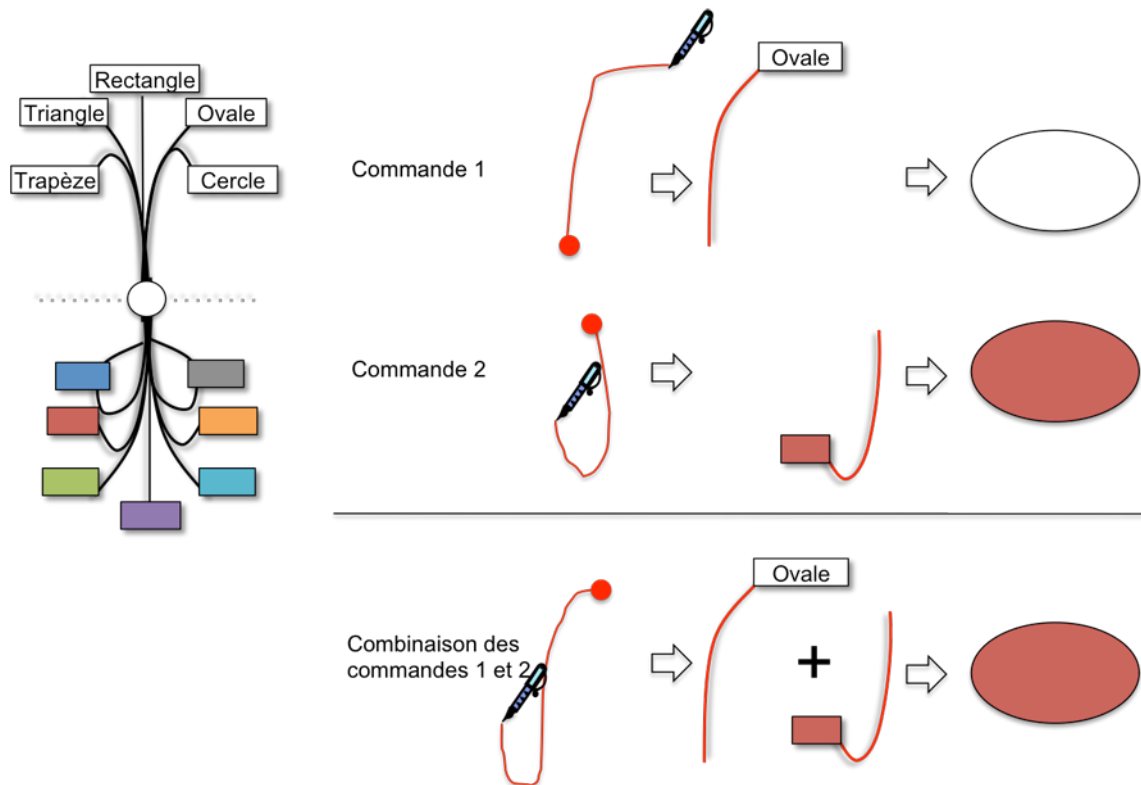 Rectangle
Triangle
Ovale
Trapèze
Cercle
Commande 1
Ovale
Commande 2
Combinaison des
commandes 1 et 2
Ovale
+